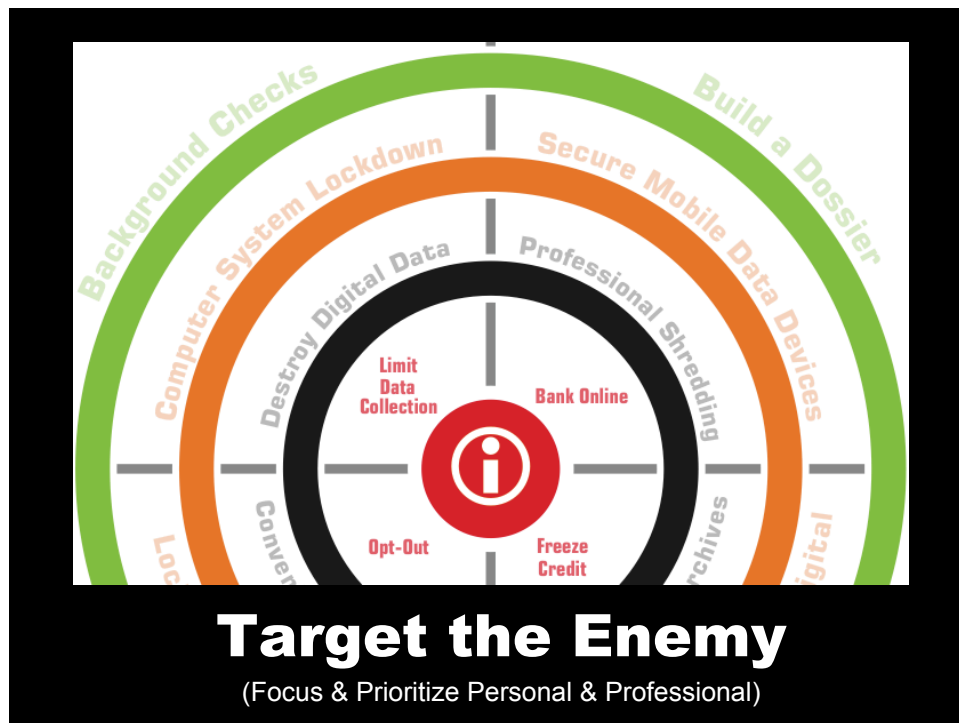 Background Checks
Build a Dossier
Computer System Lockdown
Secure Mobile Data Devices
Destroy Digital Data
Professional Shredding
Limit
Data
Collection
Bank Online
i
Opt-Out
Freeze
Credit
Target the Enemy
(Focus & Prioritize Personal & Professional)